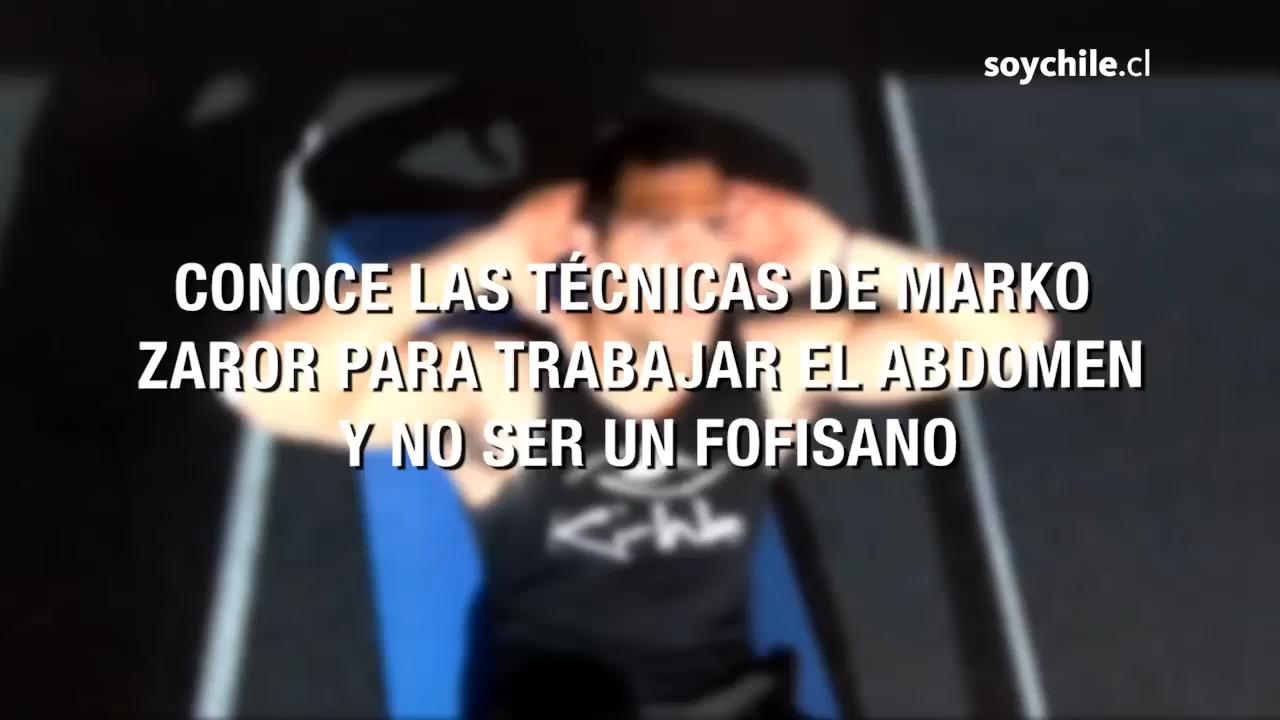 soychile.cl
CONOCE LAS TÉCNICAS DE MARKO
ZAROR PARA TRABAJAR EL ABDOMEN
Y NO SER UN FOFISANO